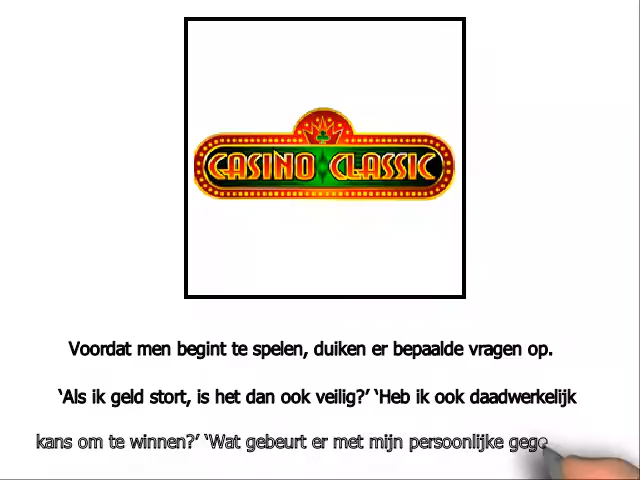 CASINO CLASSIC
Voordat men begint te spelen, duiken er bepaalde vragen op.
‘Als ik geld stort, is het dan ook veilig?’ ‘Heb ik ook daadwerkelijk
kans om te winnen?’ ‘Wat gebeurt er met mijn persoonlijke gege